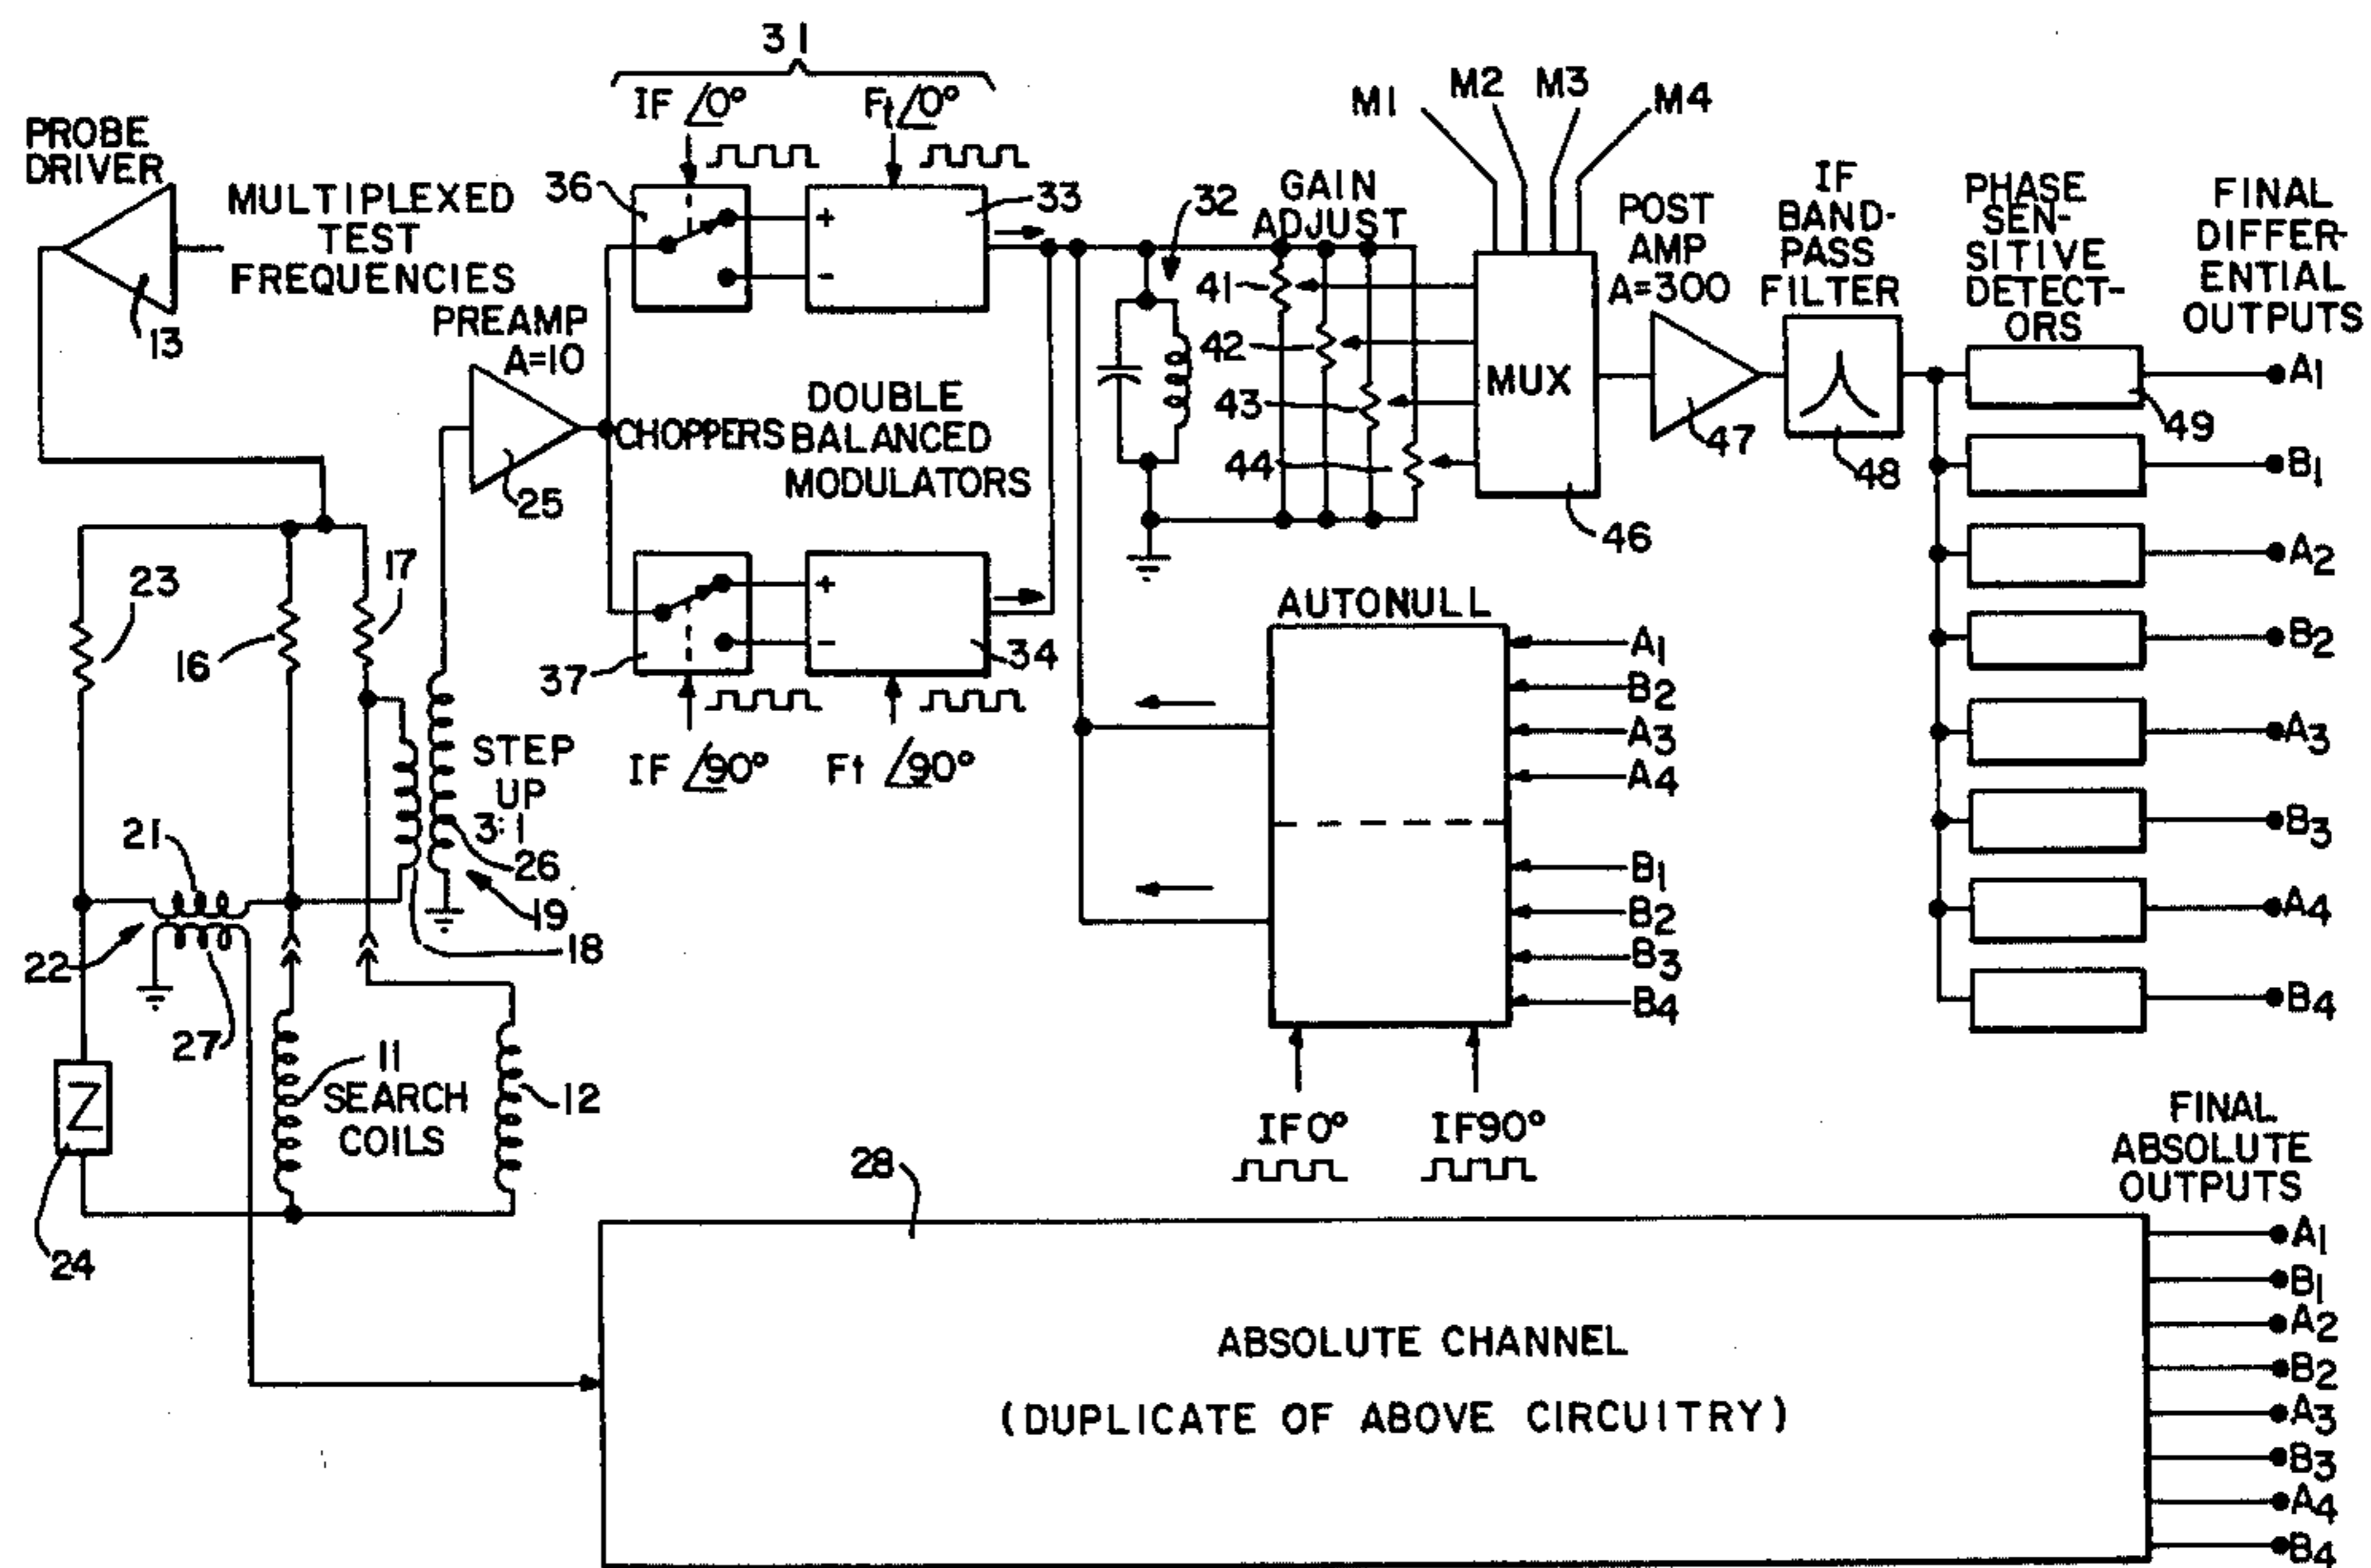 31
IF /0°
Ft /0°
M1
M2
M3
M4
PROBE
DRIVER
13
MULTIPLEXED
TEST
FREQUENCIES
PREAMP
A=10
25
36
+
-
33
CHOPPERS
DOUBLE
BALANCED
MODULATORS
37
+
-
34
IF /90°
Ft /90°
32
GAIN
ADJUST
41
42
43
44
MUX
46
POST
AMP
A=300
47
IF
BAND-
PASS
FILTER
48
PHASE
SEN-
SITIVE
DETECT-
ORS
49
FINAL
DIFFER-
ENTIAL
OUTPUTS
A1
B1
A2
B2
A3
B3
A4
B4
23
16
17
STEP
UP
3:1
26
19
18
21
22
27
11
SEARCH
COILS
12
Z
24
AUTONULL
A1
B2
A3
A4
B1
B2
B3
B4
IF0°
IF90°
28
ABSOLUTE CHANNEL
(DUPLICATE OF ABOVE CIRCUITRY)
FINAL
ABSOLUTE
OUTPUTS
A1
B1
A2
B2
A3
B3
A4
B4